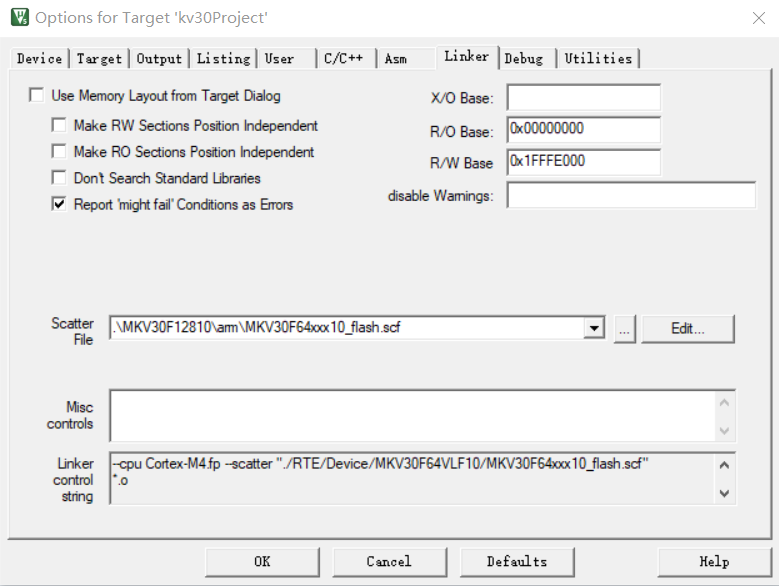 Options for Target 'kv30Project'
Device Target Output Listing User C/C++ Asm Linker Debug Utilities
Use Memory Layout from Target Dialog
Make RW Sections Position Independent
Make RO Sections Position Independent
Don't Search Standard Libraries
Report 'might fail' Conditions as Errors
X/O Base:
R/O Base: 0x00000000
R/W Base 0x1FFFE000
disable Warnings:
Scatter File .\MKV30F12810\arm\MKV30F64xxx10_flash.scf ... Edit...
Misc controls
Linker control string
--cpu Cortex-M4.fp --scatter "./RTE/Device/MKV30F64VLF10/MKV30F64xxx10_flash.scf"
*.o
OK Cancel Defaults Help